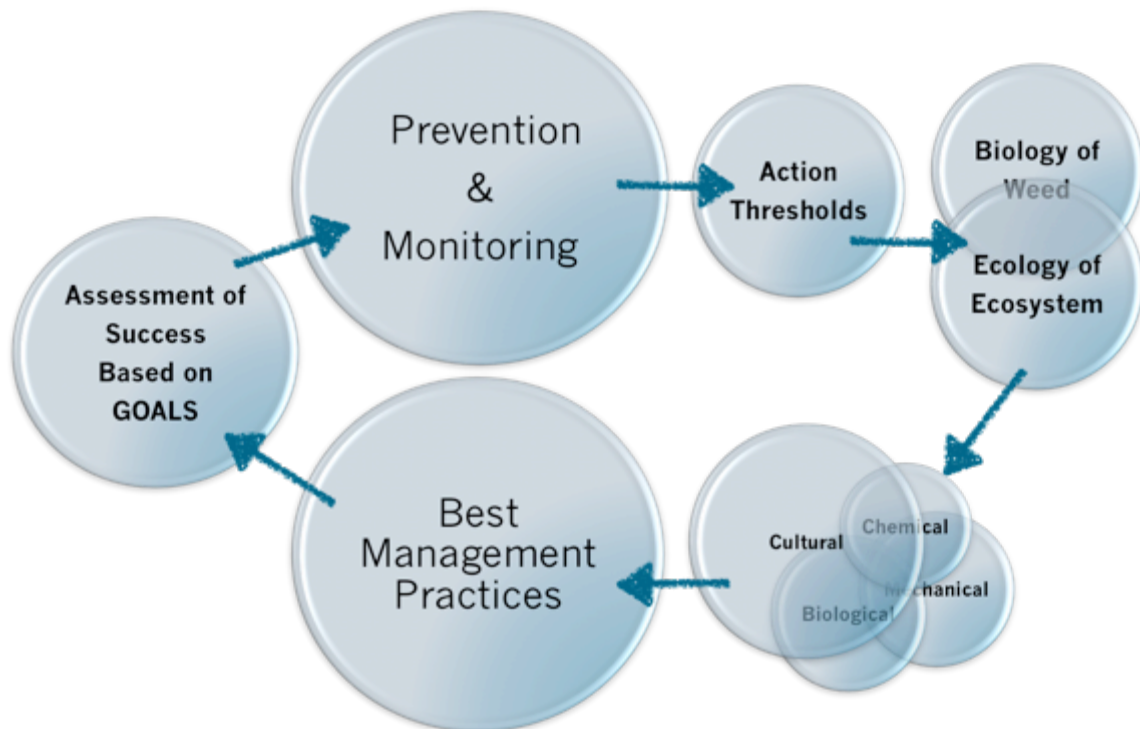 Prevention
&
Monitoring
Action
Thresholds
Biology of
Weed
Ecology of
Ecosystem
Cultural
Chemical
Mechanical
Biological
Best
Management
Practices
Assessment of
Success
Based on
GOALS